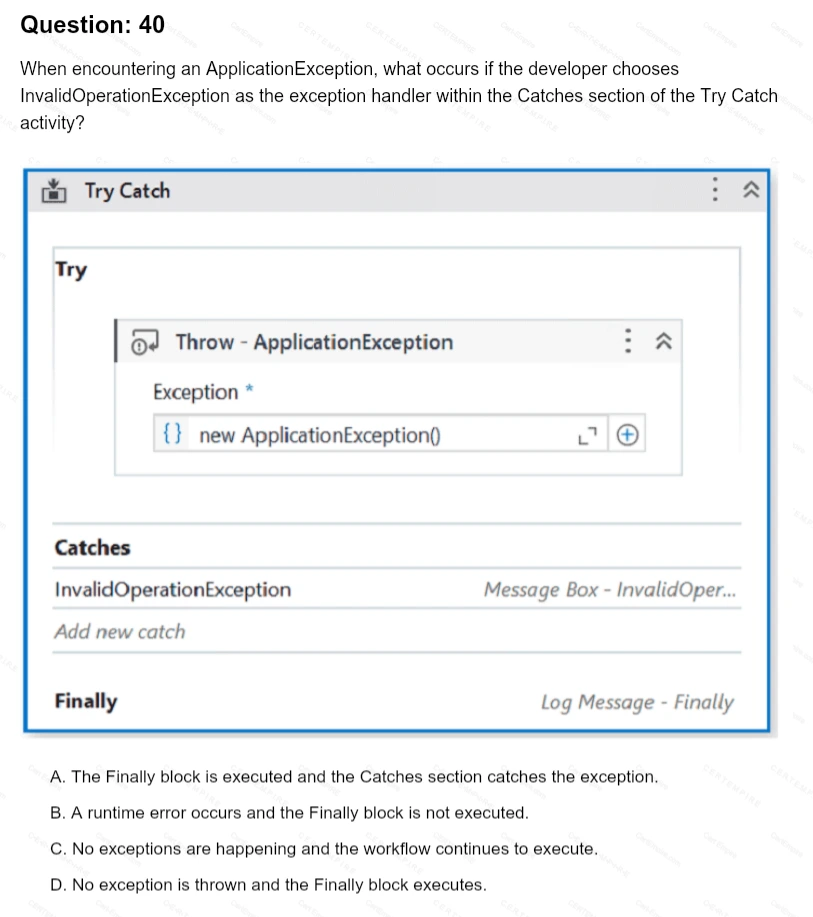 Question: 40
When encountering an ApplicationException, what occurs if the developer chooses
InvalidOperationException as the exception handler within the Catches section of the Try Catch
activity?
Try Catch
Try
Throw - ApplicationException
Exception *
{ } new ApplicationException()
Catches
InvalidOperationException Message Box - InvalidOper...
Add new catch
Finally Log Message - Finally
A. The Finally block is executed and the Catches section catches the exception.
B. A runtime error occurs and the Finally block is not executed.
C. No exceptions are happening and the workflow continues to execute.
D. No exception is thrown and the Finally block executes.